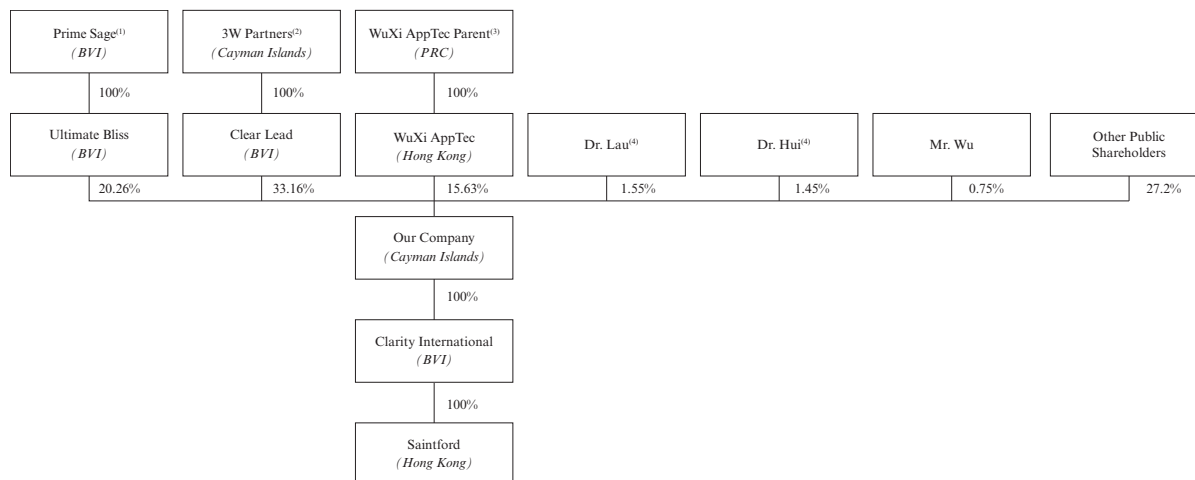 Prime Sage(1)
(BVI)
3W Partners(2)
(Cayman Islands)
WuXi AppTec Parent(3)
(PRC)
100%
100%
100%
Ultimate Bliss
(BVI)
Clear Lead
(BVI)
WuXi AppTec
(Hong Kong)
Dr. Lau(4)
Dr. Hui(4)
Mr. Wu
Other Public
Shareholders
20.26%
33.16%
15.63%
1.55%
1.45%
0.75%
27.2%
Our Company
(Cayman Islands)
100%
Clarity International
(BVI)
100%
Saintford
(Hong Kong)